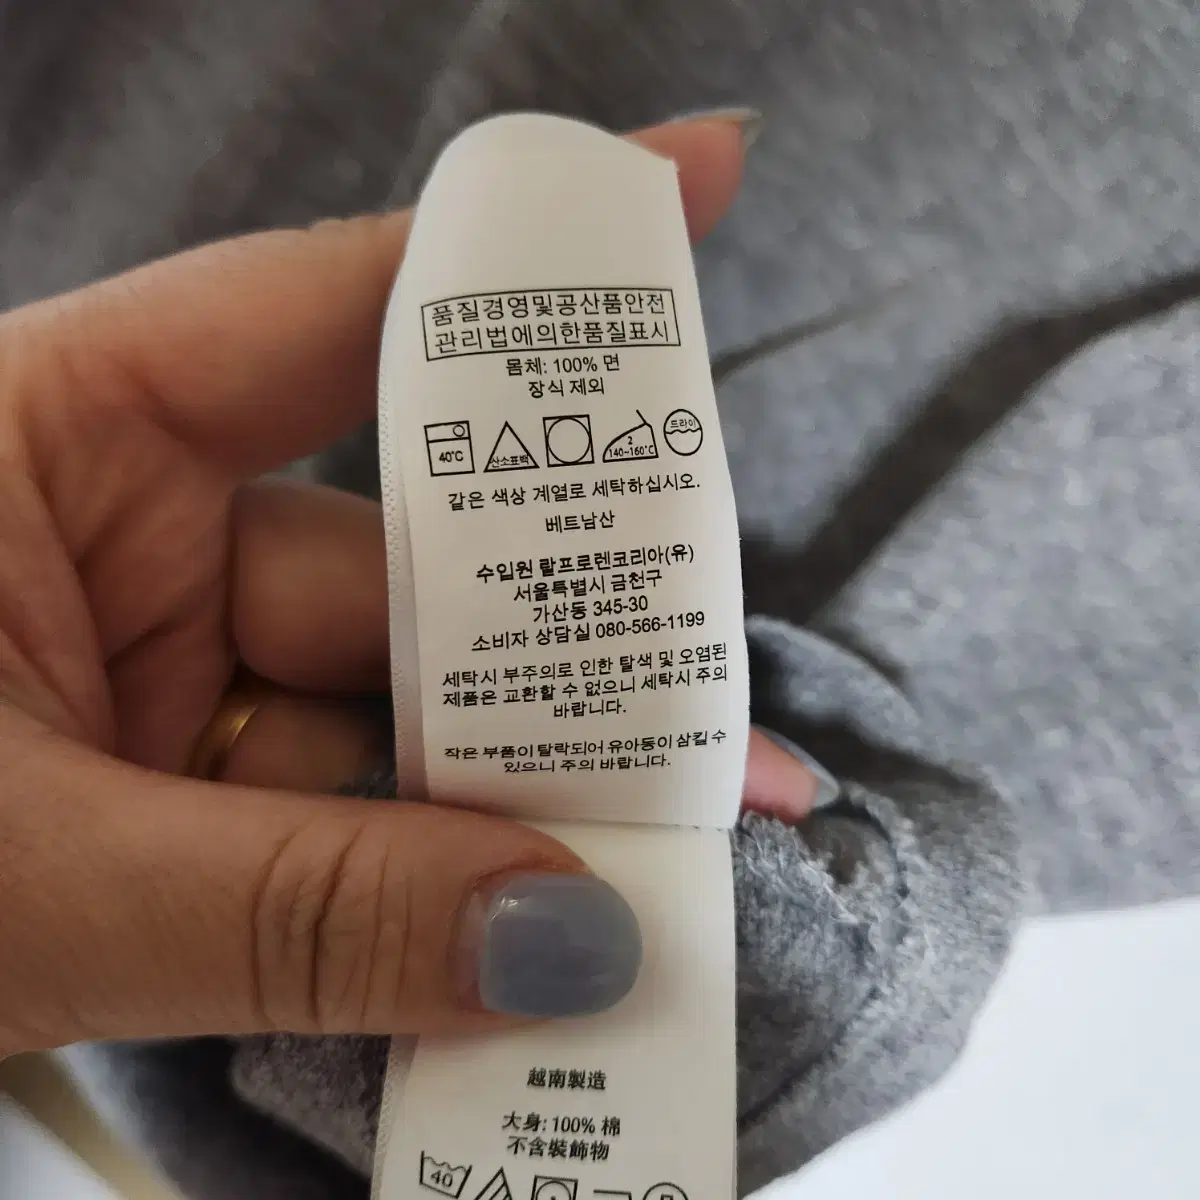 품질경영및공산품안전
관리법에의한품질표시
몸체: 100% 면
장식 제외
40°C
산소표백
2
140~160°C
드라이
같은 색상 계열로 세탁하십시오.
베트남산
수입원 랄프로렌코리아(유)
서울특별시 금천구
가산동 345-30
소비자 상담실 080-566-1199
세탁시 부주의로 인한 탈색 및 오염된
제품은 교환할 수 없으니 세탁시 주의
바랍니다.
작은 부품이 탈락되어 유아동이 삼킬 수
있으니 주의 바랍니다.
越南製造
大身: 100% 棉
不含裝飾物
40